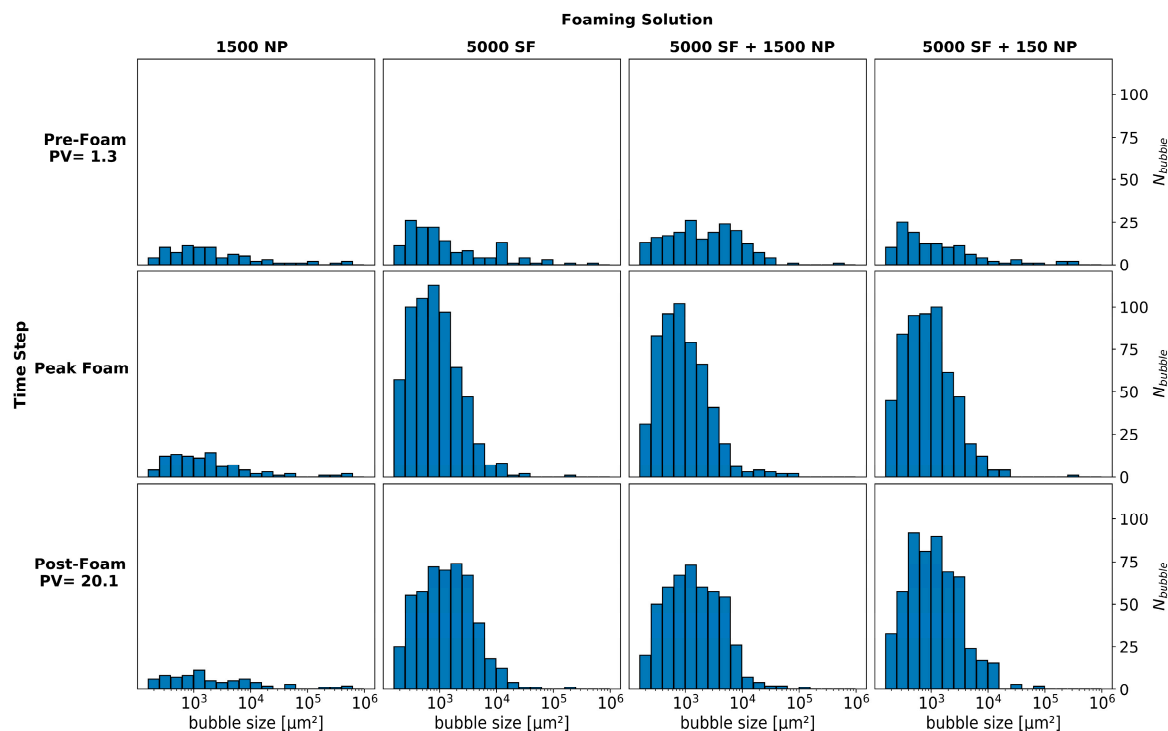 Foaming Solution
1500 NP 5000 SF 5000 SF + 1500 NP 5000 SF + 150 NP
Time Step
Pre-Foam
PV= 1.3
100
75
50
25
0
N_bubble
Peak Foam
100
75
50
25
0
N_bubble
Post-Foam
PV= 20.1
100
75
50
25
0
N_bubble
10³ 10⁴ 10⁵ 10⁶ 10³ 10⁴ 10⁵ 10⁶ 10³ 10⁴ 10⁵ 10⁶ 10³ 10⁴ 10⁵ 10⁶
bubble size [µm²] bubble size [µm²] bubble size [µm²] bubble size [µm²]